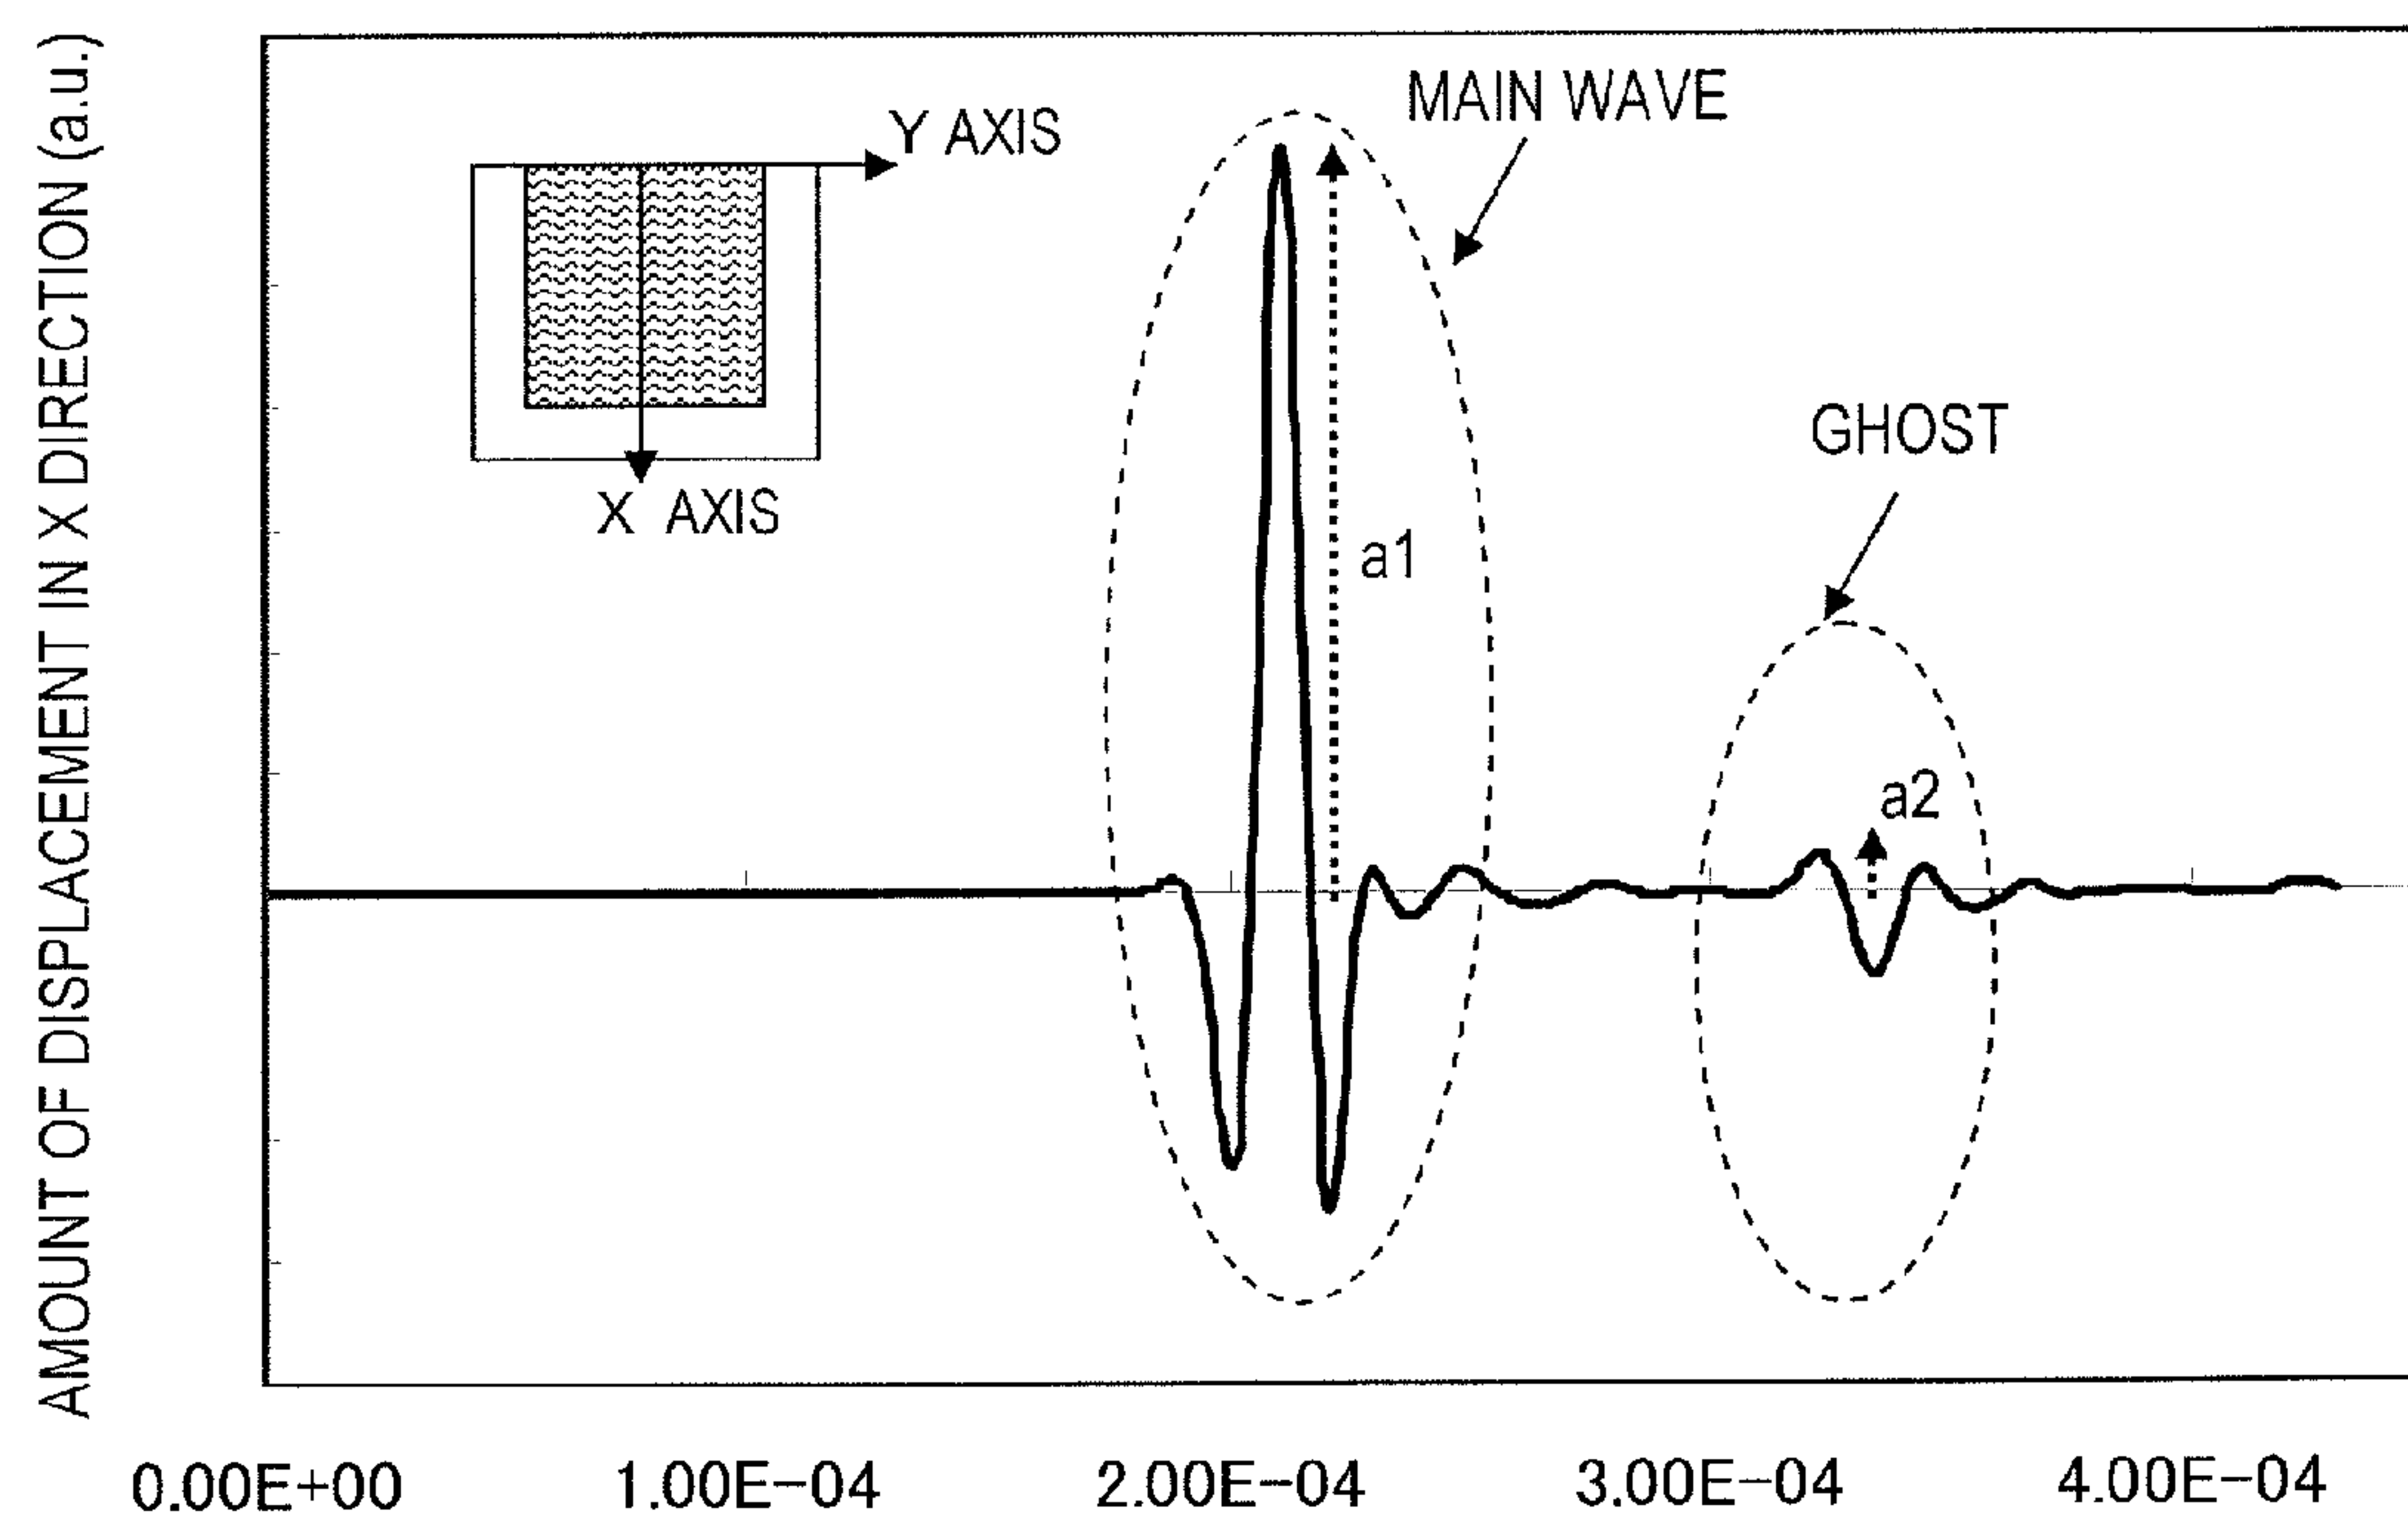 AMOUNT OF DISPLACEMENT IN X DIRECTION (a.u.)
MAIN WAVE
Y AXIS
X AXIS
GHOST
a1
a2
0.00E+00 1.00E-04 2.00E-04 3.00E-04 4.00E-04